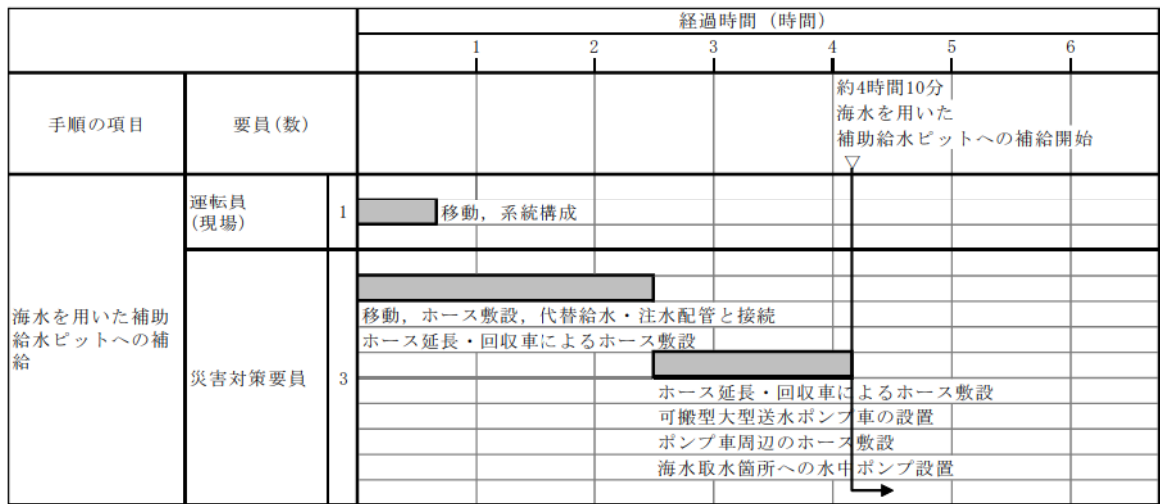 経過時間（時間）
1 2 3 4 5 6
手順の項目
要員(数)
約4時間10分
海水を用いた
補助給水ピットへの補給開始
▽
海水を用いた補助
給水ピットへの補
給
運転員
(現場)
1
移動，系統構成
災害対策要員
3
移動，ホース敷設，代替給水・注水配管と接続
ホース延長・回収車によるホース敷設
ホース延長・回収車によるホース敷設
可搬型大型送水ポンプ車の設置
ポンプ車周辺のホース敷設
海水取水箇所への水中ポンプ設置